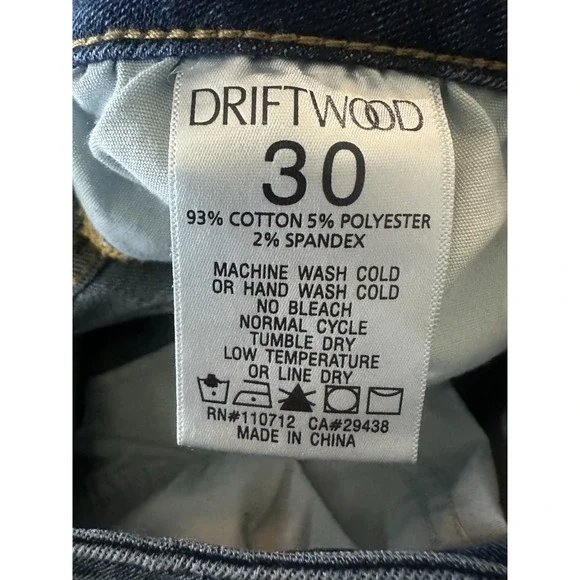 DRIFTWOOD
30
93% COTTON 5% POLYESTER
2% SPANDEX
MACHINE WASH COLD
OR HAND WASH COLD
NO BLEACH
NORMAL CYCLE
TUMBLE DRY
LOW TEMPERATURE
OR LINE DRY
RN#110712 CA#29438
MADE IN CHINA